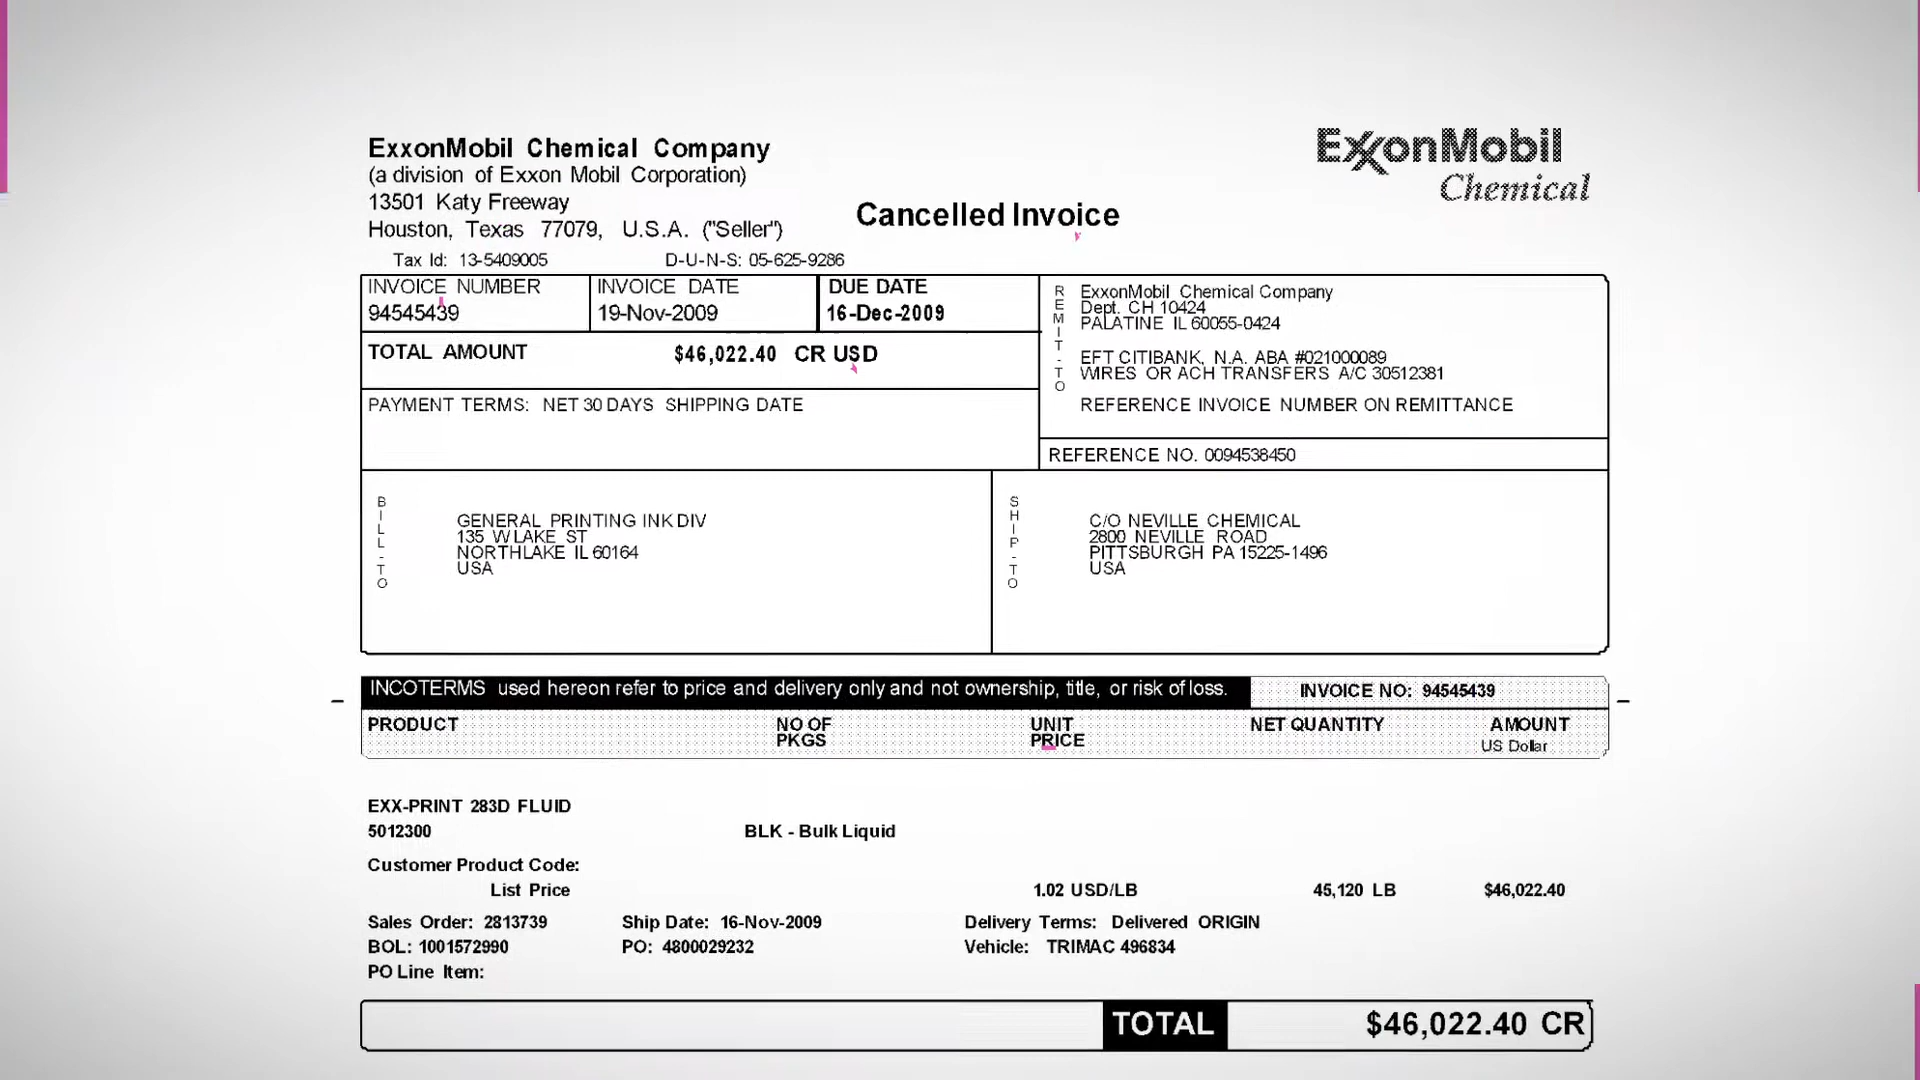 ExxonMobil Chemical Company
(a division of Exxon Mobil Corporation)
13501 Katy Freeway
Houston, Texas 77079, U.S.A. ("Seller")
Tax Id: 13-5409005 D-U-N-S: 05-625-9286
Cancelled Invoice
ExxonMobil
Chemical
INVOICE NUMBER
94545439
INVOICE DATE
19-Nov-2009
DUE DATE
16-Dec-2009
TOTAL AMOUNT $46,022.40 CR USD
PAYMENT TERMS: NET 30 DAYS SHIPPING DATE
REMIT-TO
ExxonMobil Chemical Company
Dept. CH 10424
PALATINE IL 60055-0424
EFT CITIBANK, N.A. ABA #021000089
WIRES OR ACH TRANSFERS A/C 30512381
REFERENCE INVOICE NUMBER ON REMITTANCE
REFERENCE NO. 0094538450
BILL-TO
GENERAL PRINTING INK DIV
135 W LAKE ST
NORTHLAKE IL 60164
USA
SHIP-TO
C/O NEVILLE CHEMICAL
2800 NEVILLE ROAD
PITTSBURGH PA 15225-1496
USA
INCOTERMS used hereon refer to price and delivery only and not ownership, title, or risk of loss.
INVOICE NO: 94545439
PRODUCT
NO OF
PKGS
UNIT
PRICE
NET QUANTITY
AMOUNT
US Dollar
EXX-PRINT 283D FLUID
5012300 BLK - Bulk Liquid
Customer Product Code:
List Price 1.02 USD/LB 45,120 LB $46,022.40
Sales Order: 2813739 Ship Date: 16-Nov-2009 Delivery Terms: Delivered ORIGIN
BOL: 1001572990 PO: 4800029232 Vehicle: TRIMAC 496834
PO Line Item:
TOTAL $46,022.40 CR